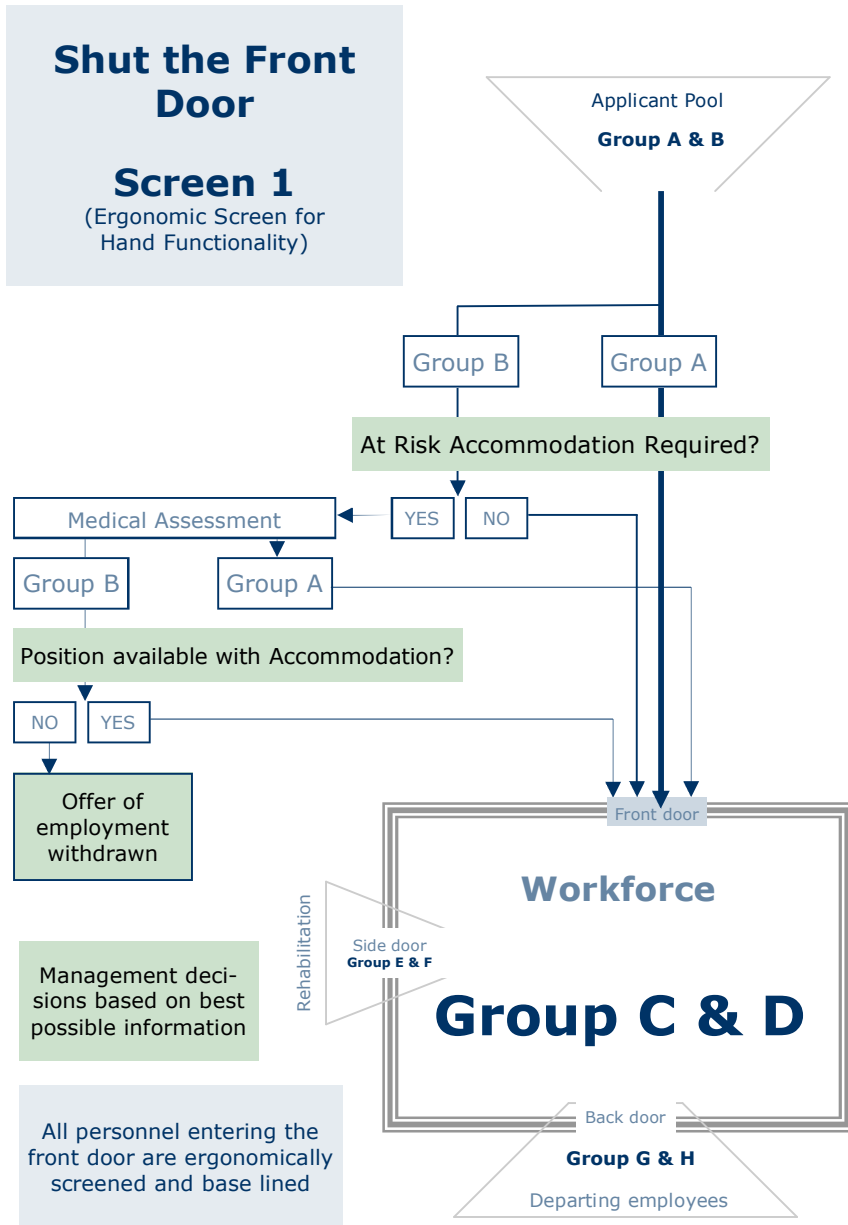 Shut the Front
Door
Screen 1
(Ergonomic Screen for
Hand Functionality)
Applicant Pool
Group A & B
Group B
Group A
At Risk Accommodation Required?
Medical Assessment
YES
NO
Group B
Group A
Position available with Accommodation?
NO
YES
Offer of
employment
withdrawn
Front door
Workforce
Rehabilitation
Side door
Group E & F
Group C & D
Management deci-
sions based on best
possible information
All personnel entering the
front door are ergonomically
screened and base lined
Back door
Group G & H
Departing employees